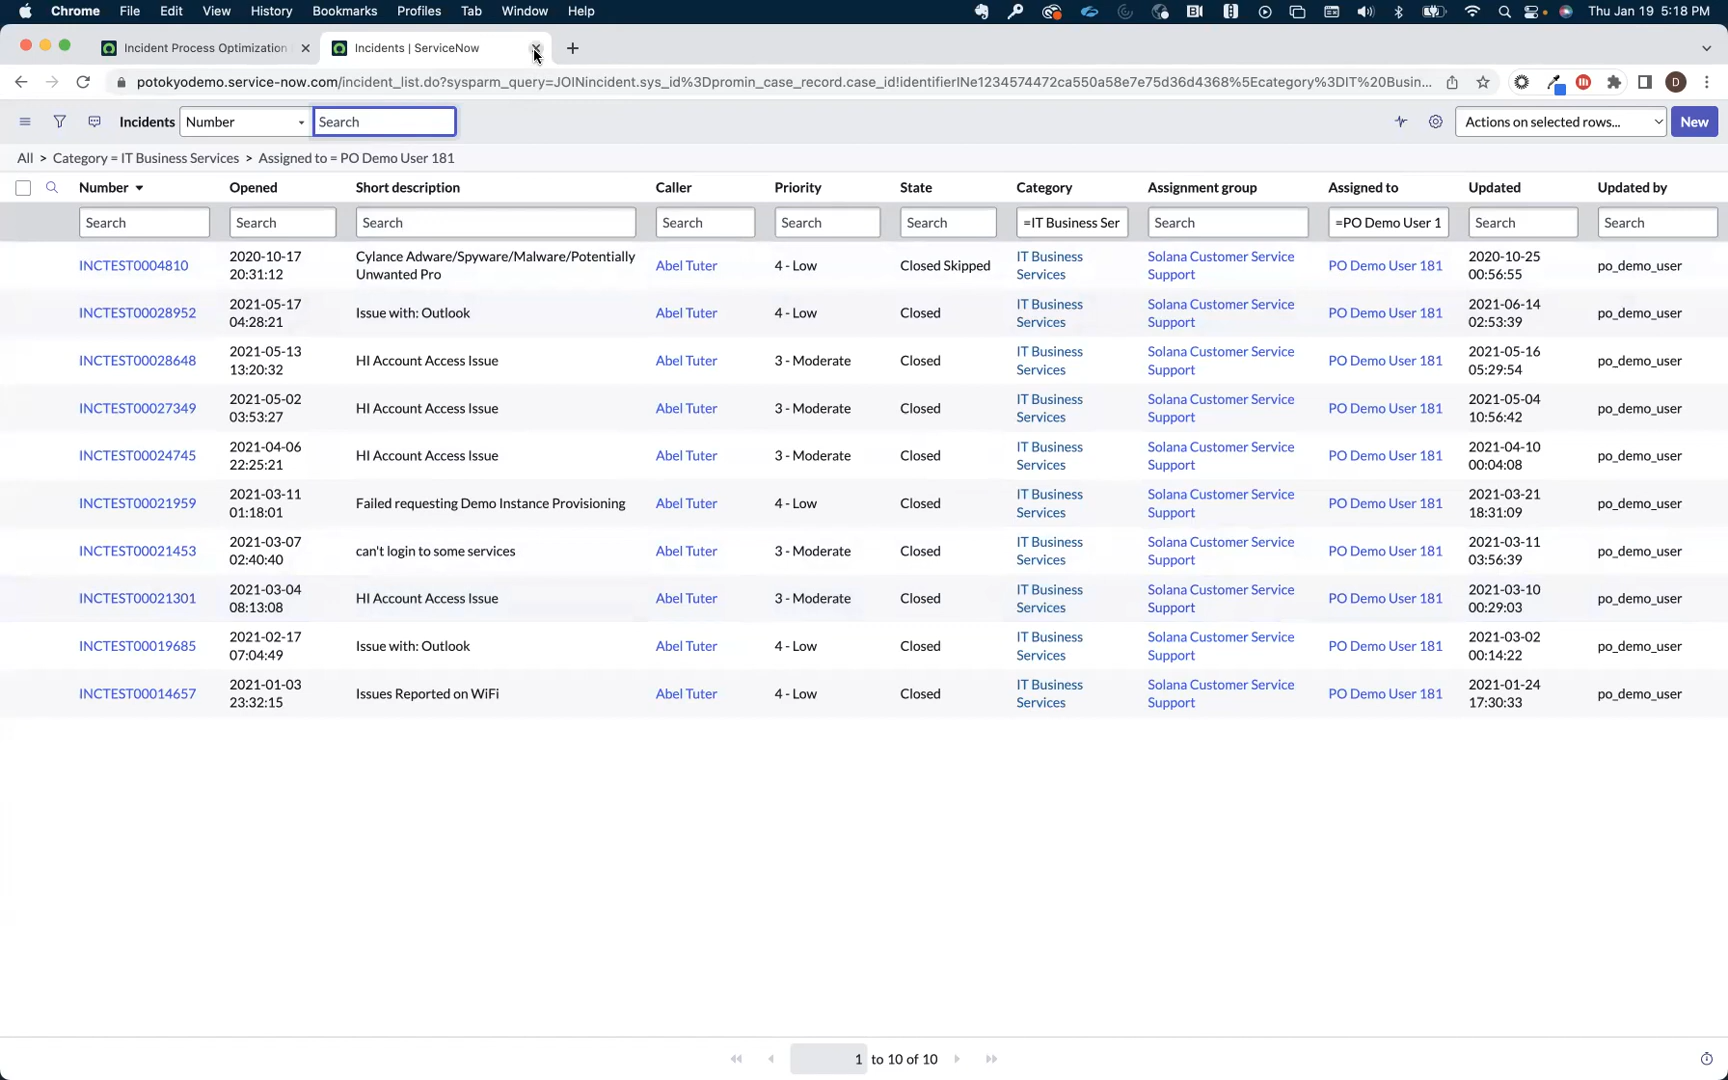 Chrome File Edit View History Bookmarks Profiles Tab Window Help Thu Jan 19 5:18 PM
Incident Process Optimization Incidents | ServiceNow
potokyodemo.service-now.com/incident_list.do?sysparm_query=JOINincident.sys_id%3Dpromin_case_record.case_id!identifierINe1234574472ca550a58e7e75d36d4368%5Ecategory%3DIT%20Busin... D
Incidents Number Search Actions on selected rows... New
All > Category = IT Business Services > Assigned to = PO Demo User 181
Number Opened Short description Caller Priority State Category Assignment group Assigned to Updated Updated by
Search Search Search Search Search Search =IT Business Ser Search =PO Demo User 1 Search Search
INCTEST0004810 2020-10-17 20:31:12 Cylance Adware/Spyware/Malware/Potentially Unwanted Pro Abel Tuter 4 - Low Closed Skipped IT Business Services Solana Customer Service Support PO Demo User 181 2020-10-25 00:56:55 po_demo_user
INCTEST00028952 2021-05-17 04:28:21 Issue with: Outlook Abel Tuter 4 - Low Closed IT Business Services Solana Customer Service Support PO Demo User 181 2021-06-14 02:53:39 po_demo_user
INCTEST00028648 2021-05-13 13:20:32 HI Account Access Issue Abel Tuter 3 - Moderate Closed IT Business Services Solana Customer Service Support PO Demo User 181 2021-05-16 05:29:54 po_demo_user
INCTEST00027349 2021-05-02 03:53:27 HI Account Access Issue Abel Tuter 3 - Moderate Closed IT Business Services Solana Customer Service Support PO Demo User 181 2021-05-04 10:56:42 po_demo_user
INCTEST00024745 2021-04-06 22:25:21 HI Account Access Issue Abel Tuter 3 - Moderate Closed IT Business Services Solana Customer Service Support PO Demo User 181 2021-04-10 00:04:08 po_demo_user
INCTEST00021959 2021-03-11 01:18:01 Failed requesting Demo Instance Provisioning Abel Tuter 4 - Low Closed IT Business Services Solana Customer Service Support PO Demo User 181 2021-03-21 18:31:09 po_demo_user
INCTEST00021453 2021-03-07 02:40:40 can't login to some services Abel Tuter 3 - Moderate Closed IT Business Services Solana Customer Service Support PO Demo User 181 2021-03-11 03:56:39 po_demo_user
INCTEST00021301 2021-03-04 08:13:08 HI Account Access Issue Abel Tuter 3 - Moderate Closed IT Business Services Solana Customer Service Support PO Demo User 181 2021-03-10 00:29:03 po_demo_user
INCTEST00019685 2021-02-17 07:04:49 Issue with: Outlook Abel Tuter 4 - Low Closed IT Business Services Solana Customer Service Support PO Demo User 181 2021-03-02 00:14:22 po_demo_user
INCTEST00014657 2021-01-03 23:32:15 Issues Reported on WiFi Abel Tuter 4 - Low Closed IT Business Services Solana Customer Service Support PO Demo User 181 2021-01-24 17:30:33 po_demo_user
1 to 10 of 10